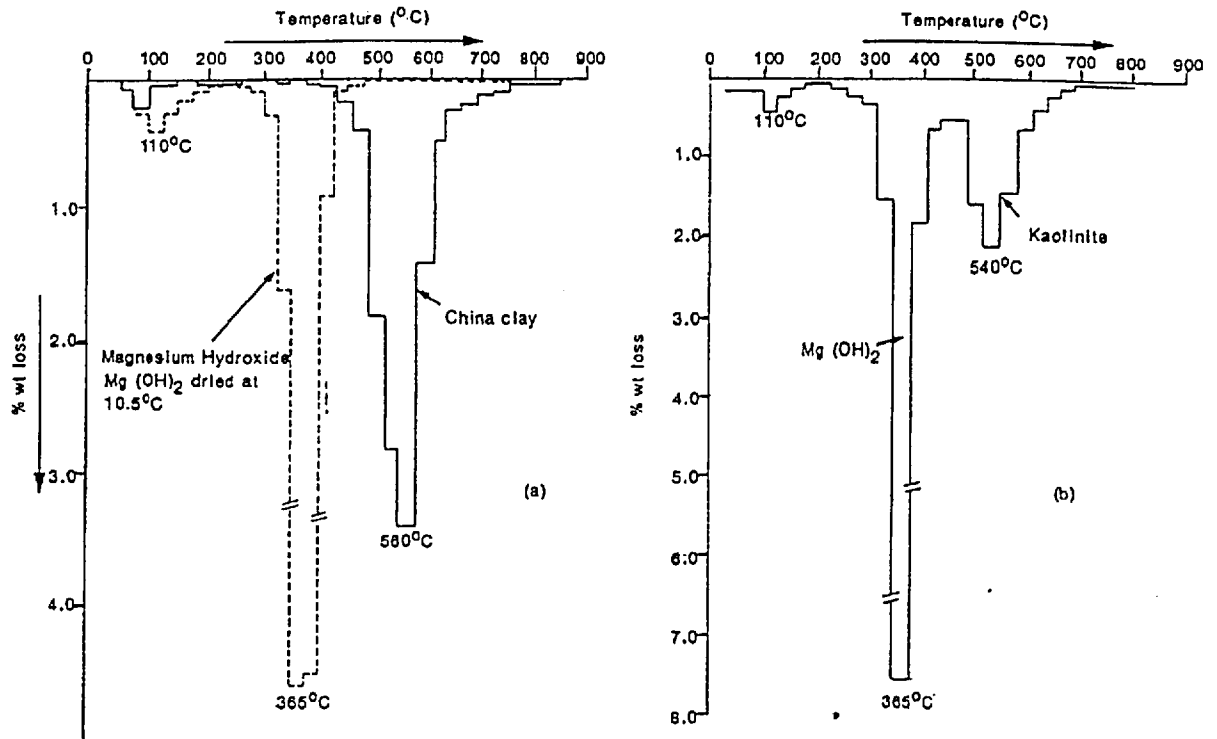 Temperature (°C)
0 100 200 300 400 500 600 700 800 900
110°C
1.0
2.0
3.0
4.0
% wt loss
Magnesium Hydroxide
Mg (OH)2 dried at
10.5°C
China clay
(a)
560°C
365°C
Temperature (°C)
0 100 200 300 400 500 600 700 800 900
110°C
1.0
2.0
3.0
4.0
5.0
6.0
7.0
8.0
% wt loss
Kaolinite
540°C
Mg (OH)2
(b)
365°C